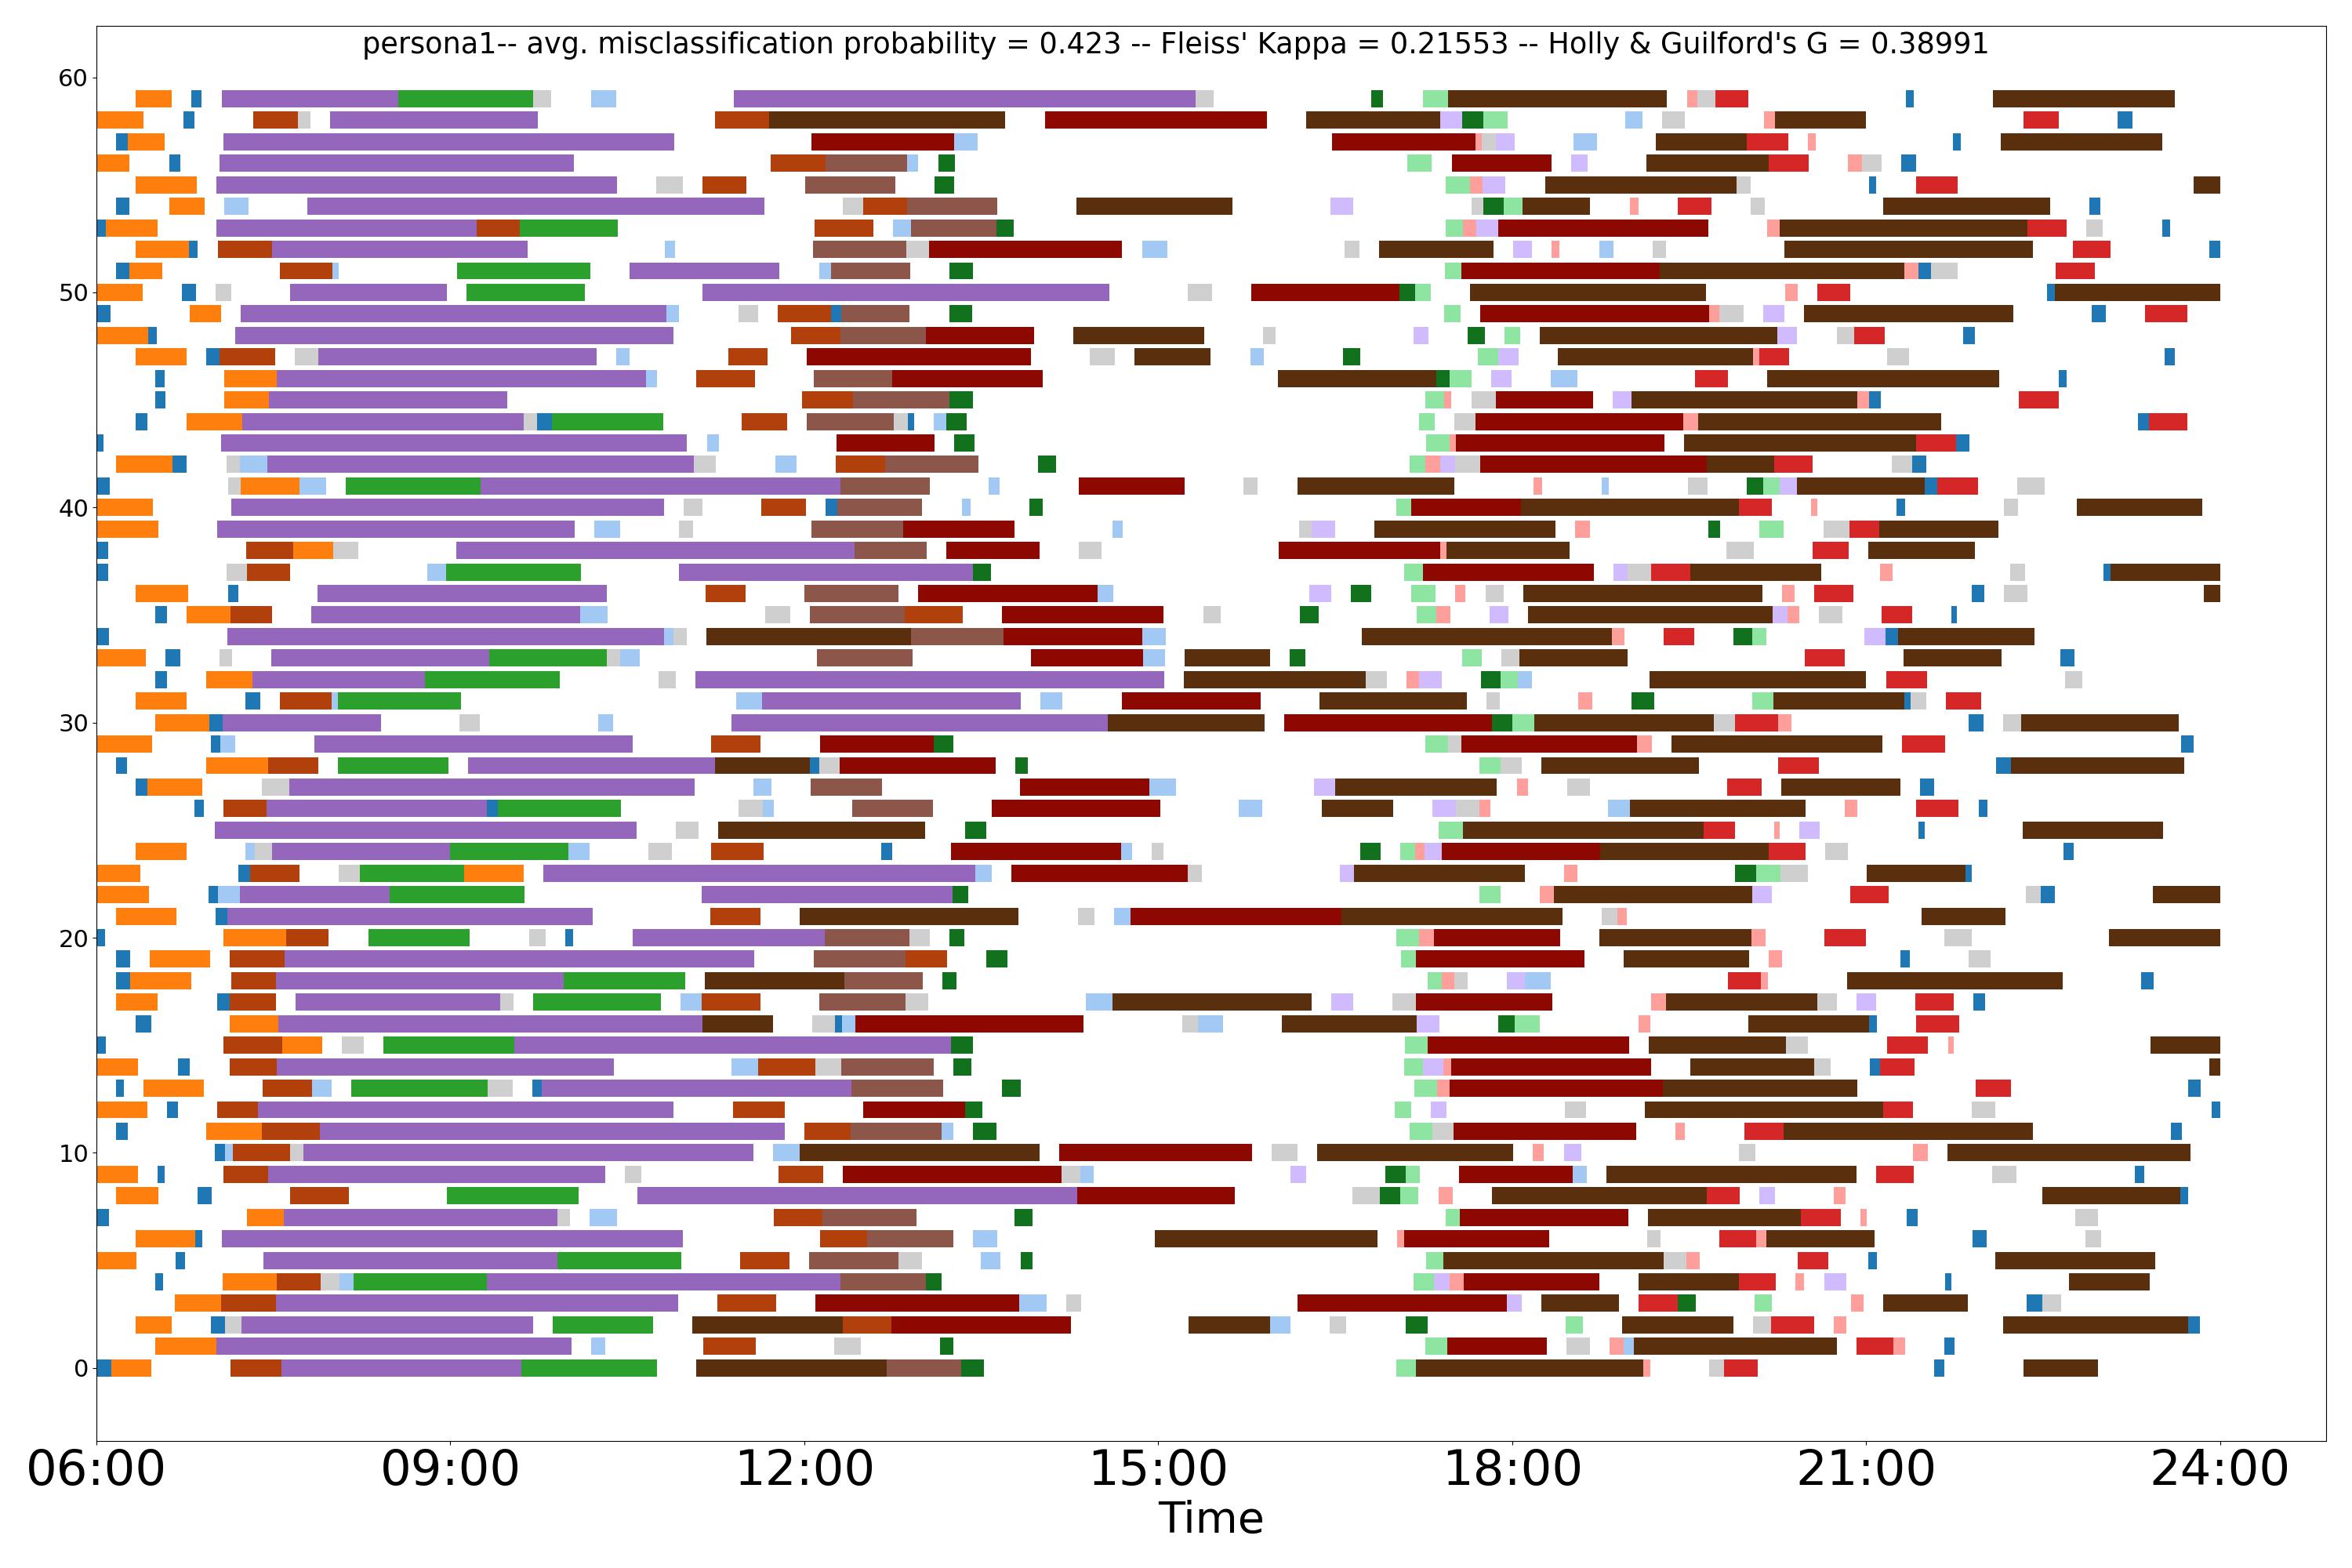 persona1-- avg. misclassification probability = 0.423 -- Fleiss' Kappa = 0.21553 -- Holly & Guilford's G = 0.38991
60
50
40
30
20
10
0
06:00 09:00 12:00 15:00 18:00 21:00 24:00
Time